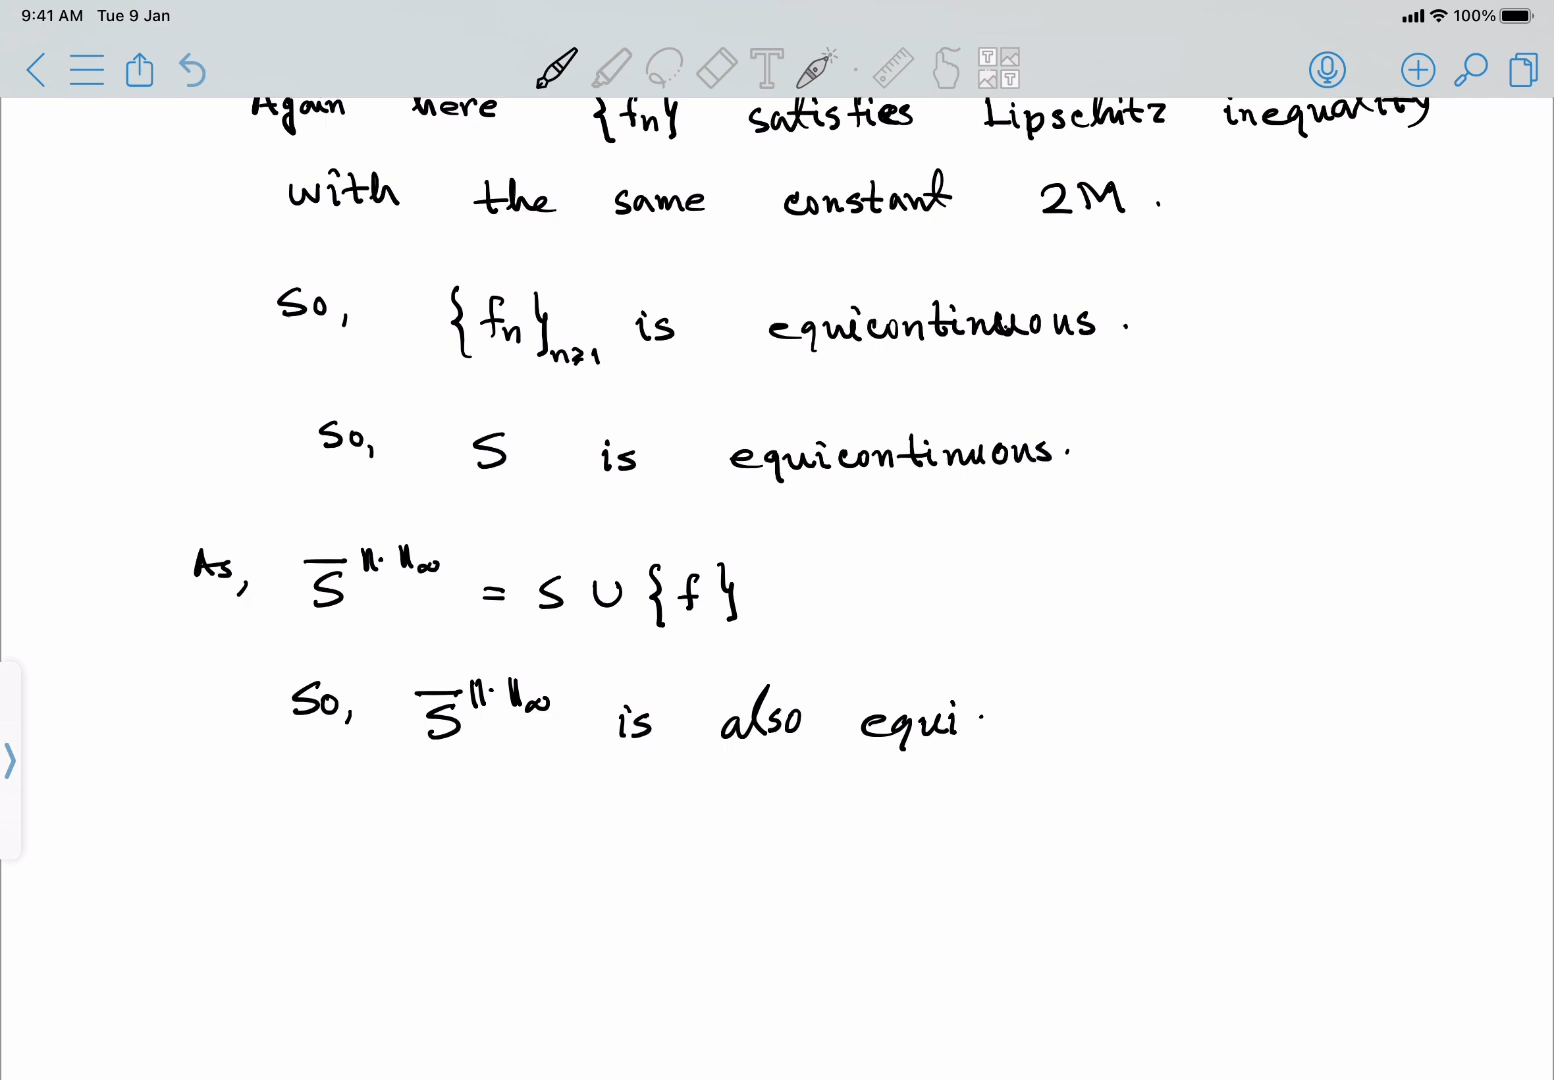 9:41 AM Tue 9 Jan 100%
Again here {fn} satisfies Lipschitz inequality
with the same constant 2M.
So, {fn}n≥1 is equicontinuous.
So, S is equicontinuous.
As, S̅^||·||∞ = S ∪ {f}
So, S̅^||·||∞ is also equi.